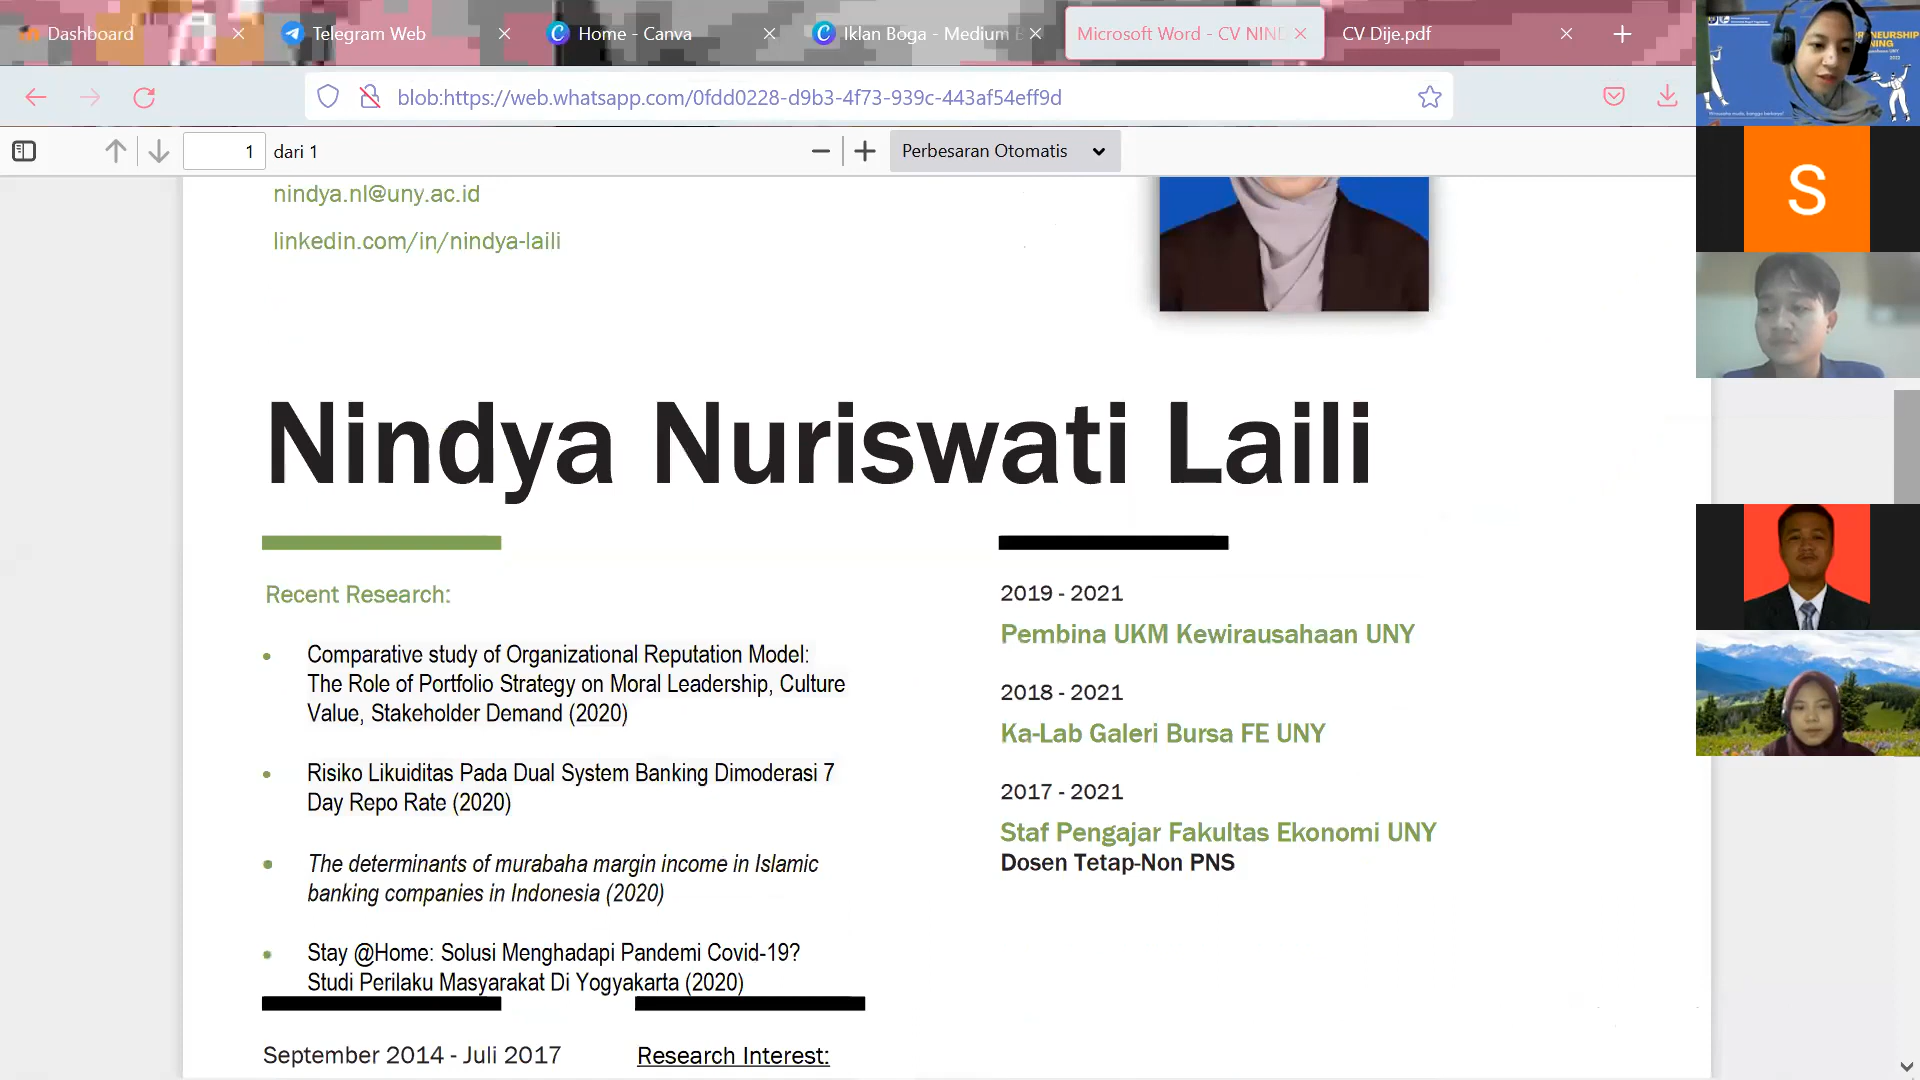 Dashboard
Telegram Web
Home - Canva
Iklan Boga - Medium
Microsoft Word - CV NIND
CV Dije.pdf
blob:https://web.whatsapp.com/0fdd0228-d9b3-4f73-939c-443af54eff9d
1 dari 1
Perbesaran Otomatis
nindya.nl@uny.ac.id
linkedin.com/in/nindya-laili
Nindya Nuriswati Laili
Recent Research:
Comparative study of Organizational Reputation Model:
The Role of Portfolio Strategy on Moral Leadership, Culture
Value, Stakeholder Demand (2020)
Risiko Likuiditas Pada Dual System Banking Dimoderasi 7
Day Repo Rate (2020)
The determinants of murabaha margin income in Islamic
banking companies in Indonesia (2020)
Stay @Home: Solusi Menghadapi Pandemi Covid-19?
Studi Perilaku Masyarakat Di Yogyakarta (2020)
September 2014 - Juli 2017
Research Interest:
2019 - 2021
Pembina UKM Kewirausahaan UNY
2018 - 2021
Ka-Lab Galeri Bursa FE UNY
2017 - 2021
Staf Pengajar Fakultas Ekonomi UNY
Dosen Tetap-Non PNS
S